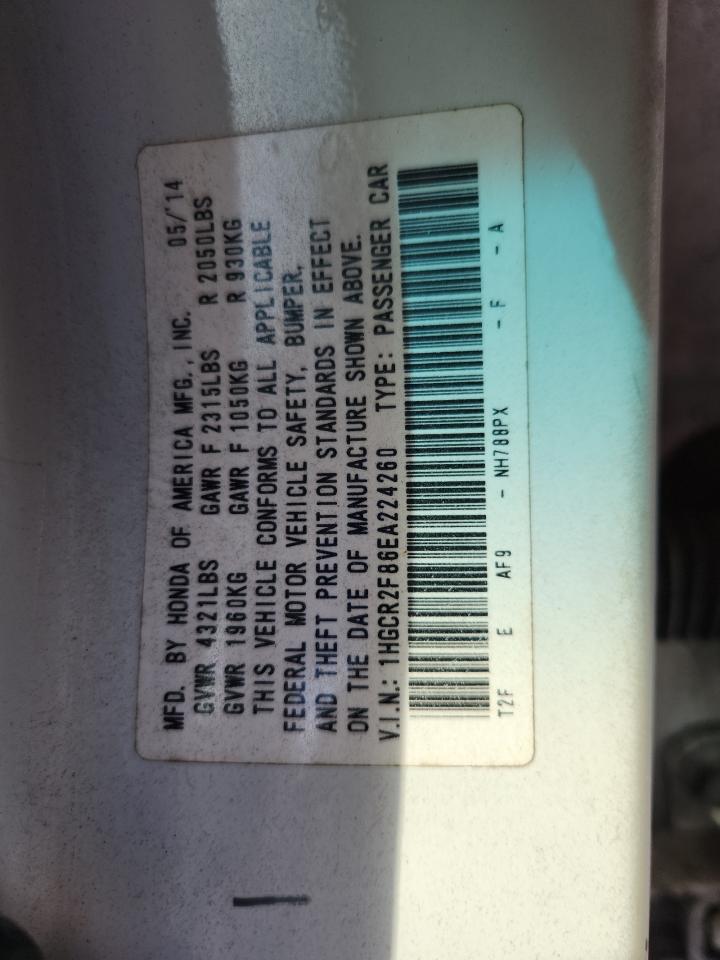 MFD. BY HONDA OF AMERICA MFG., INC. 05/'14
GVWR 4321LBS GAWR F 2315LBS R 2050LBS
GVWR 1960KG GAWR F 1050KG R 930KG
THIS VEHICLE CONFORMS TO ALL APPLICABLE
FEDERAL MOTOR VEHICLE SAFETY, BUMPER,
AND THEFT PREVENTION STANDARDS IN EFFECT
ON THE DATE OF MANUFACTURE SHOWN ABOVE.
V.I.N.: 1HGCR2F86EA224260 TYPE: PASSENGER CAR
T2F E AF9 - NH788PX - F - A